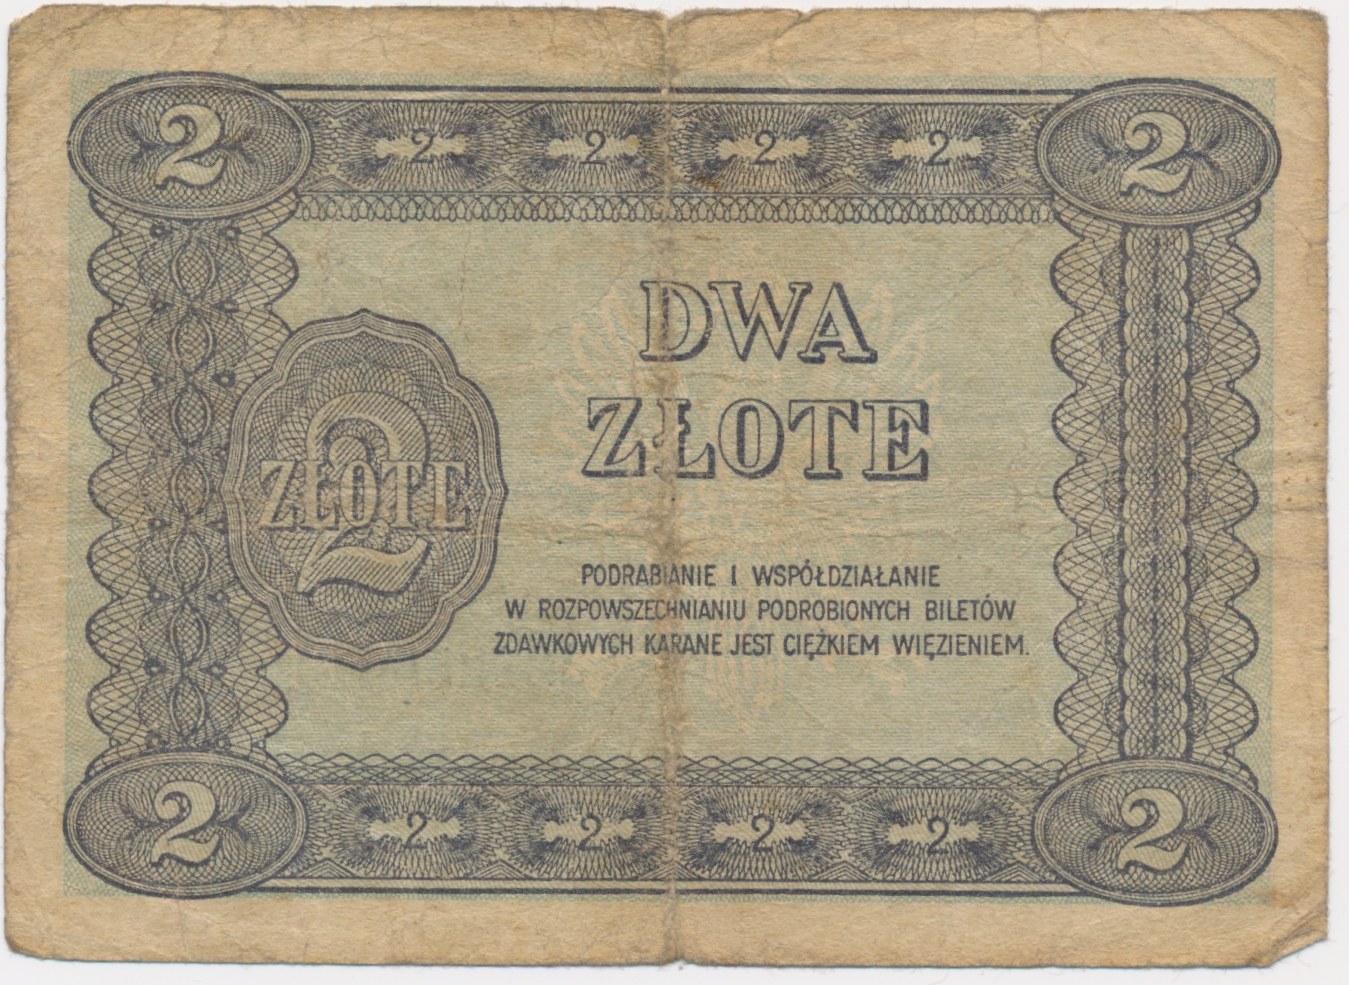 2 2 2 2 2 2
DWA
ZŁOTE
2
ZŁOTE
PODRABIANIE I WSPÓŁDZIAŁANIE
W ROZPOWSZECHNIANIU PODROBIONYCH BILETÓW
ZDAWKOWYCH KARANE JEST CIĘŻKIEM WIĘZIENIEM.
2 2 2 2 2 2